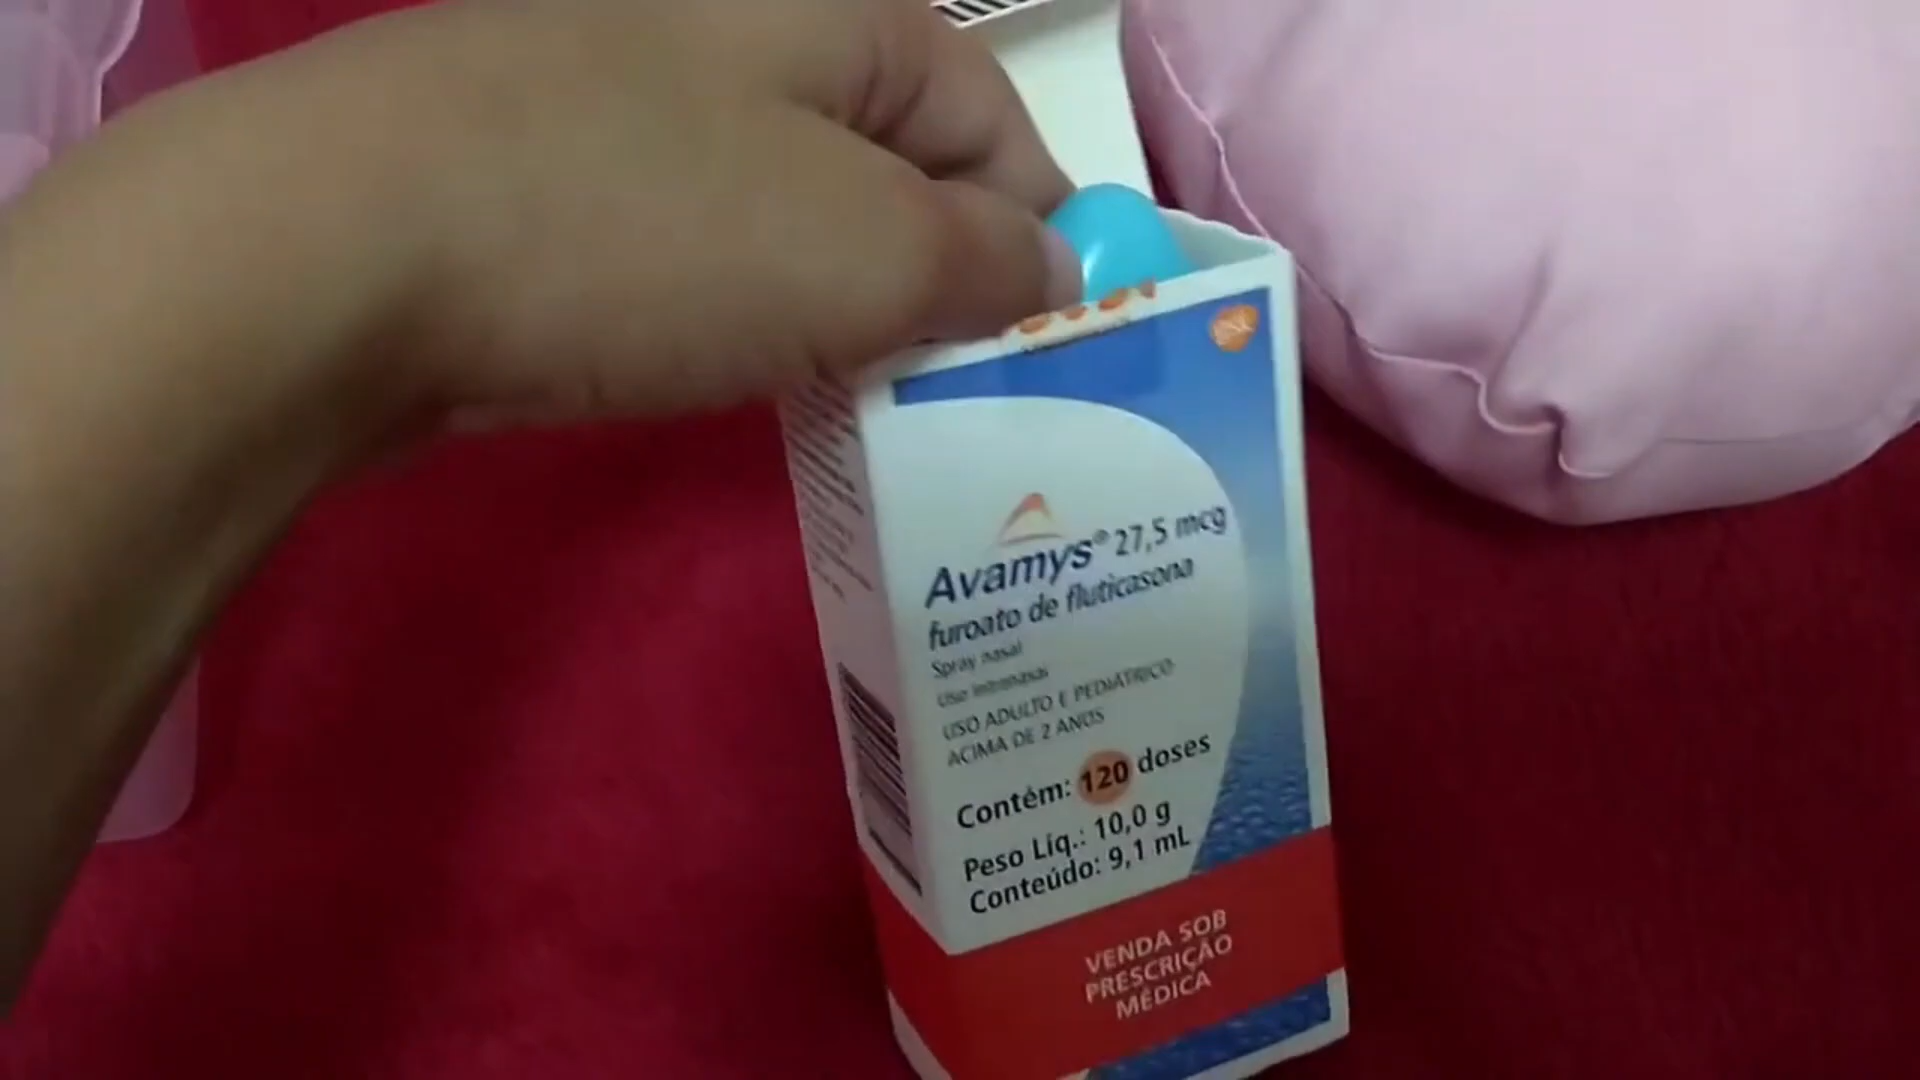 gsk
Avamys® 27,5 mcg
furoato de fluticasona
Spray nasal
Uso intranasal
USO ADULTO E PEDIÁTRICO
ACIMA DE 2 ANOS
Contém: 120 doses
Peso Líq.: 10,0 g
Conteúdo: 9,1 mL
VENDA SOB
PRESCRIÇÃO
MÉDICA